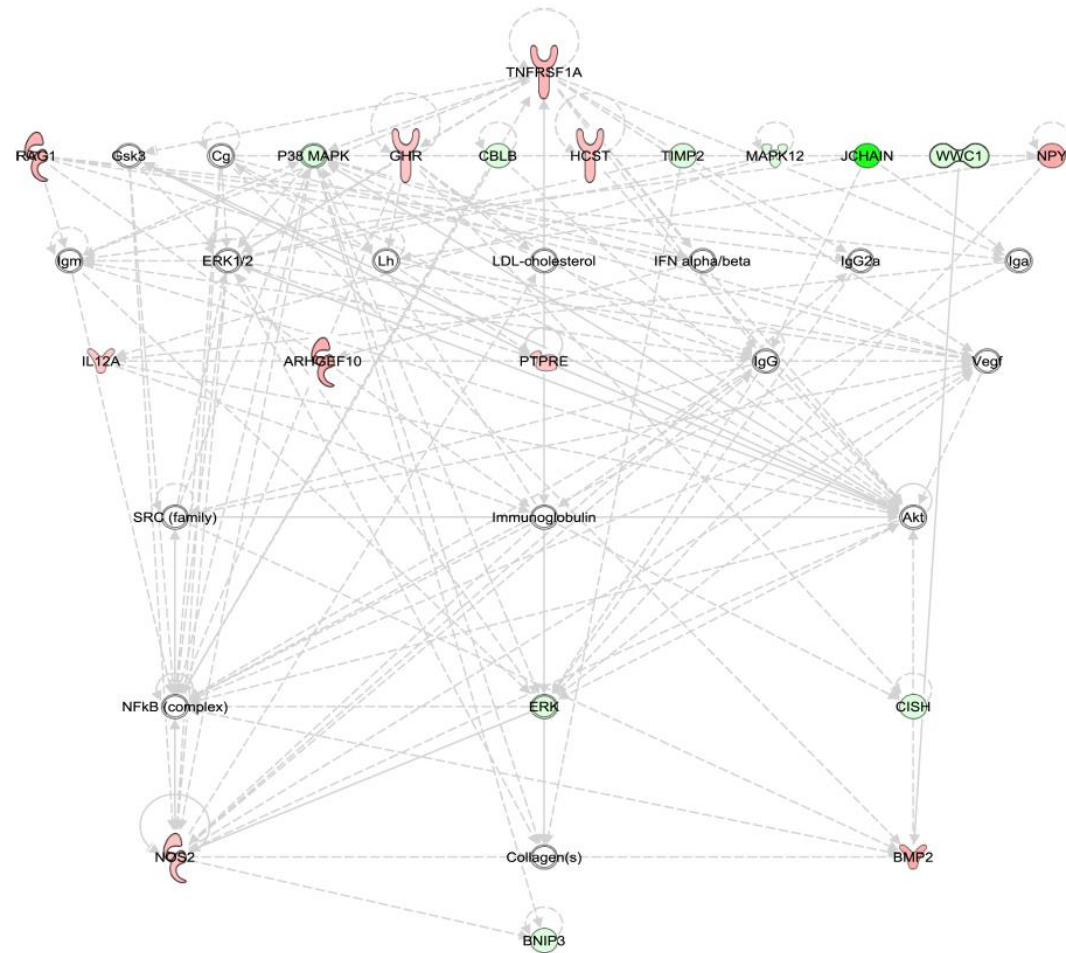 TNFRSF1A
RAG1
Gsk3
Cg
P38 MAPK
GHR
CBLB
HCST
TIMP2
MAPK12
JCHAIN
WWC1
NPY
Igm
ERK1/2
Lh
LDL-cholesterol
IFN alpha/beta
IgG2a
Iga
IL12A
ARHGEF10
PTPRE
IgG
Vegf
SRC (family)
Immunoglobulin
Akt
NFkB (complex)
ERK
CISH
NOS2
Collagen(s)
BMP2
BNIP3